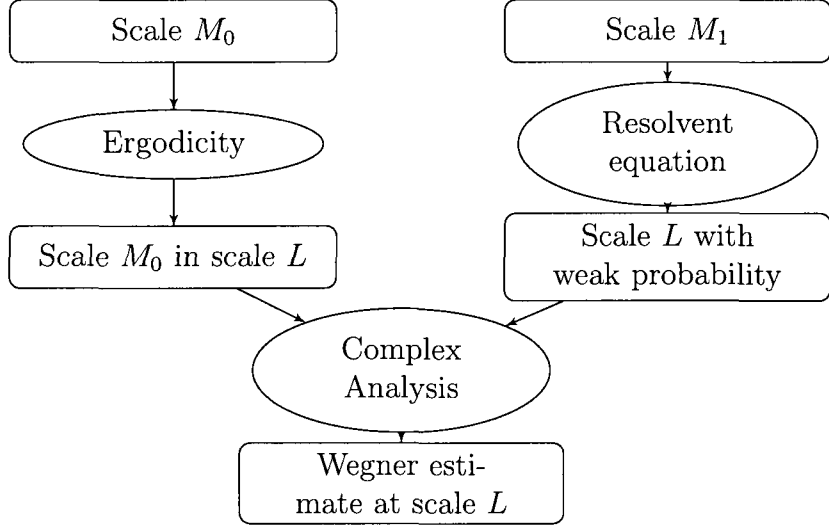 Scale M₀
Scale M₁
Ergodicity
Resolvent
equation
Scale M₀ in scale L
Scale L with
weak probability
Complex
Analysis
Wegner esti-
mate at scale L